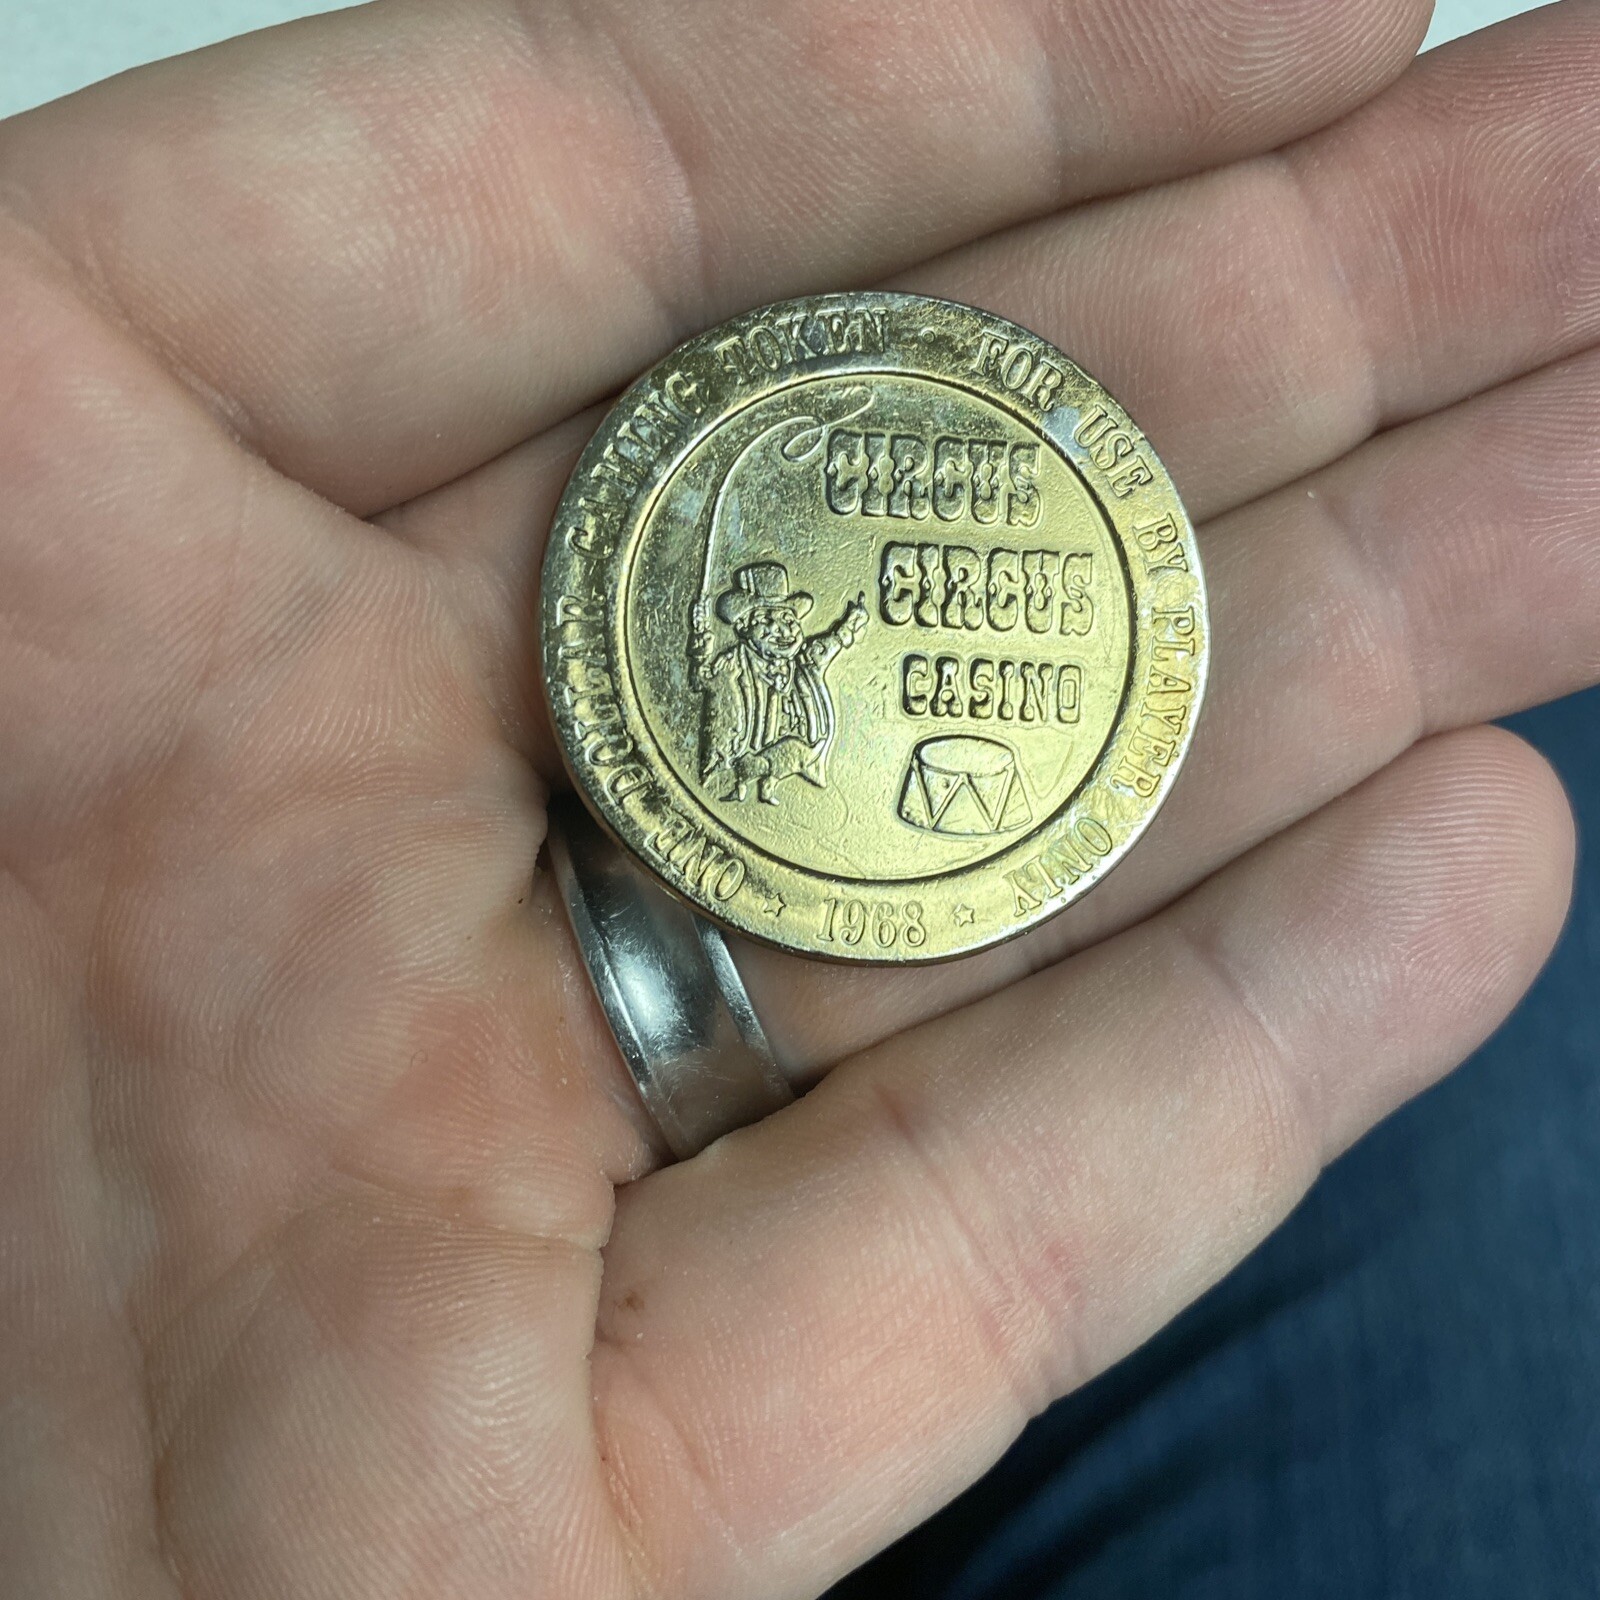 ONE DOLLAR GAMING TOKEN · FOR USE BY PLAYER ONLY
CIRCUS
CIRCUS
CASINO
☆ 1968 ☆